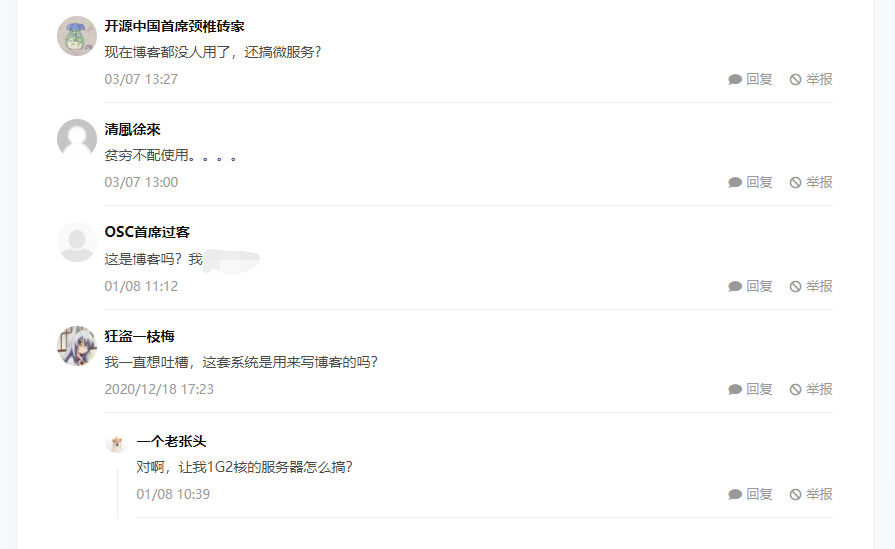 开源中国首席颈椎砖家
现在博客都没人用了，还搞微服务？
03/07 13:27 回复 举报
清風徐來
贫穷不配使用。。。。
03/07 13:00 回复 举报
OSC首席过客
这是博客吗？我
01/08 11:12 回复 举报
狂盗一枝梅
我一直想吐槽，这套系统是用来写博客的吗？
2020/12/18 17:23 回复 举报
一个老张头
对啊，让我1G2核的服务器怎么搞？
01/08 10:39 回复 举报